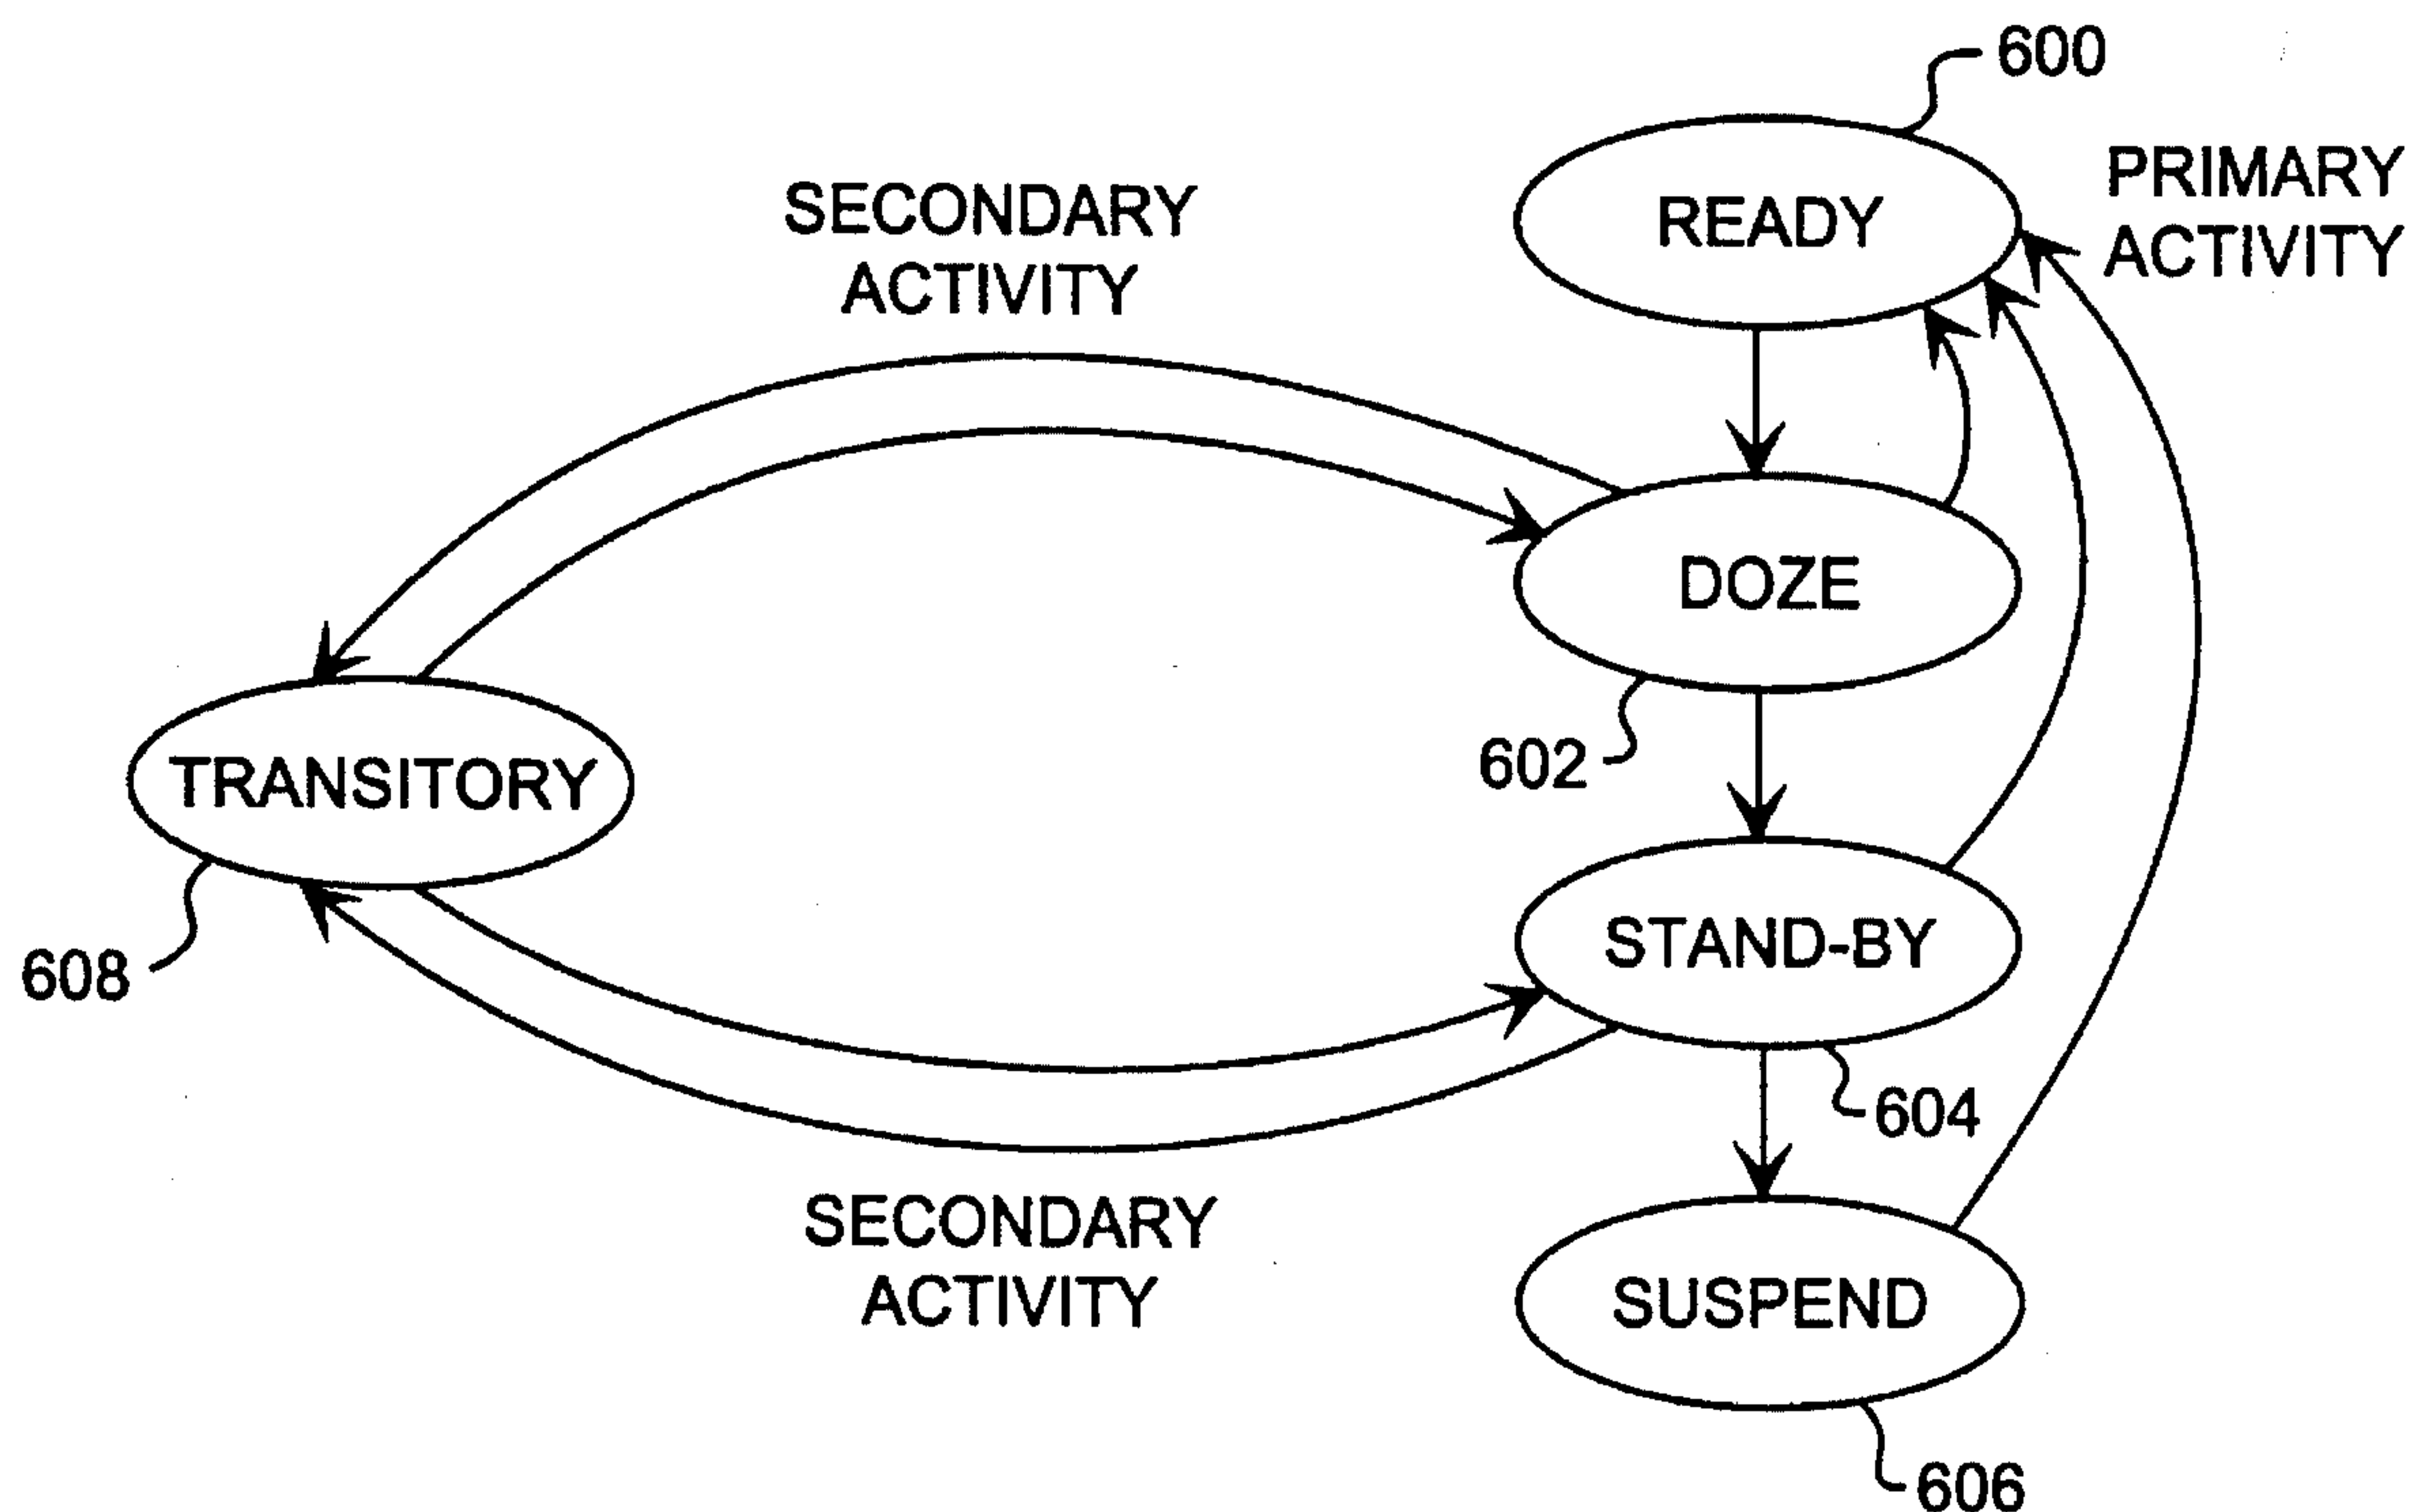 600
READY
PRIMARY
ACTIVITY
SECONDARY
ACTIVITY
DOZE
602
TRANSITORY
608
STAND-BY
604
SECONDARY
ACTIVITY
SUSPEND
606